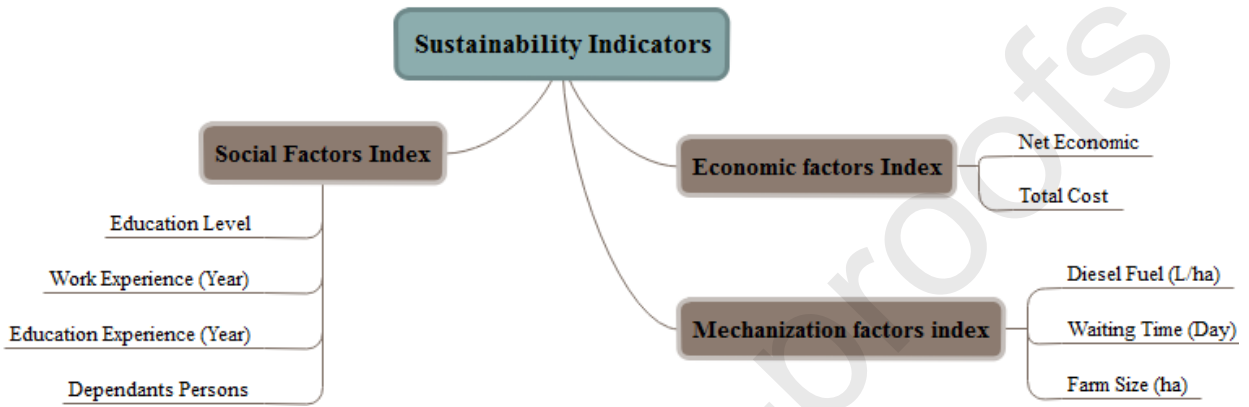 Sustainability Indicators
Social Factors Index
Education Level
Work Experience (Year)
Education Experience (Year)
Dependants Persons
Economic factors Index
Net Economic
Total Cost
Mechanization factors index
Diesel Fuel (L/ha)
Waiting Time (Day)
Farm Size (ha)
proofs